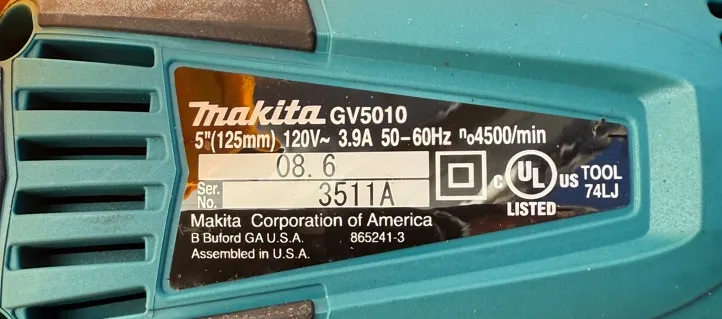 makita GV5010
5"(125mm) 120V~ 3.9A 50-60Hz n₀4500/min
08. 6
Ser. No. 3511A
C UL US LISTED
TOOL 74LJ
Makita Corporation of America
B Buford GA U.S.A. 865241-3
Assembled in U.S.A.